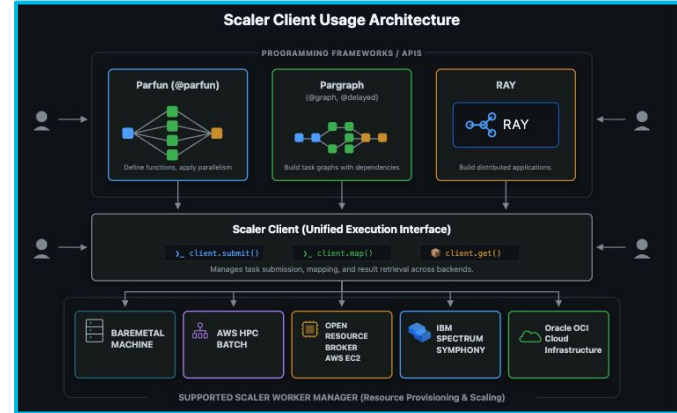 Scaler Client Usage Architecture
PROGRAMMING FRAMEWORKS / APIS
Parfun (@parfun)
Define functions, apply parallelism
Pargraph
(@graph, @delayed)
Build task graphs with dependencies
RAY
RAY
Build distributed applications.
Scaler Client (Unified Execution Interface)
>_ client.submit()
>_ client.map()
client.get()
Manages task submission, mapping, and result retrieval across backends.
BAREMETAL
MACHINE
AWS HPC
BATCH
OPEN
RESOURCE
BROKER
AWS EC2
IBM
SPECTRUM
SYMPHONY
Oracle OCI
Cloud
Infrastructure
SUPPORTED SCALER WORKER MANAGER (Resource Provisioning & Scaling)